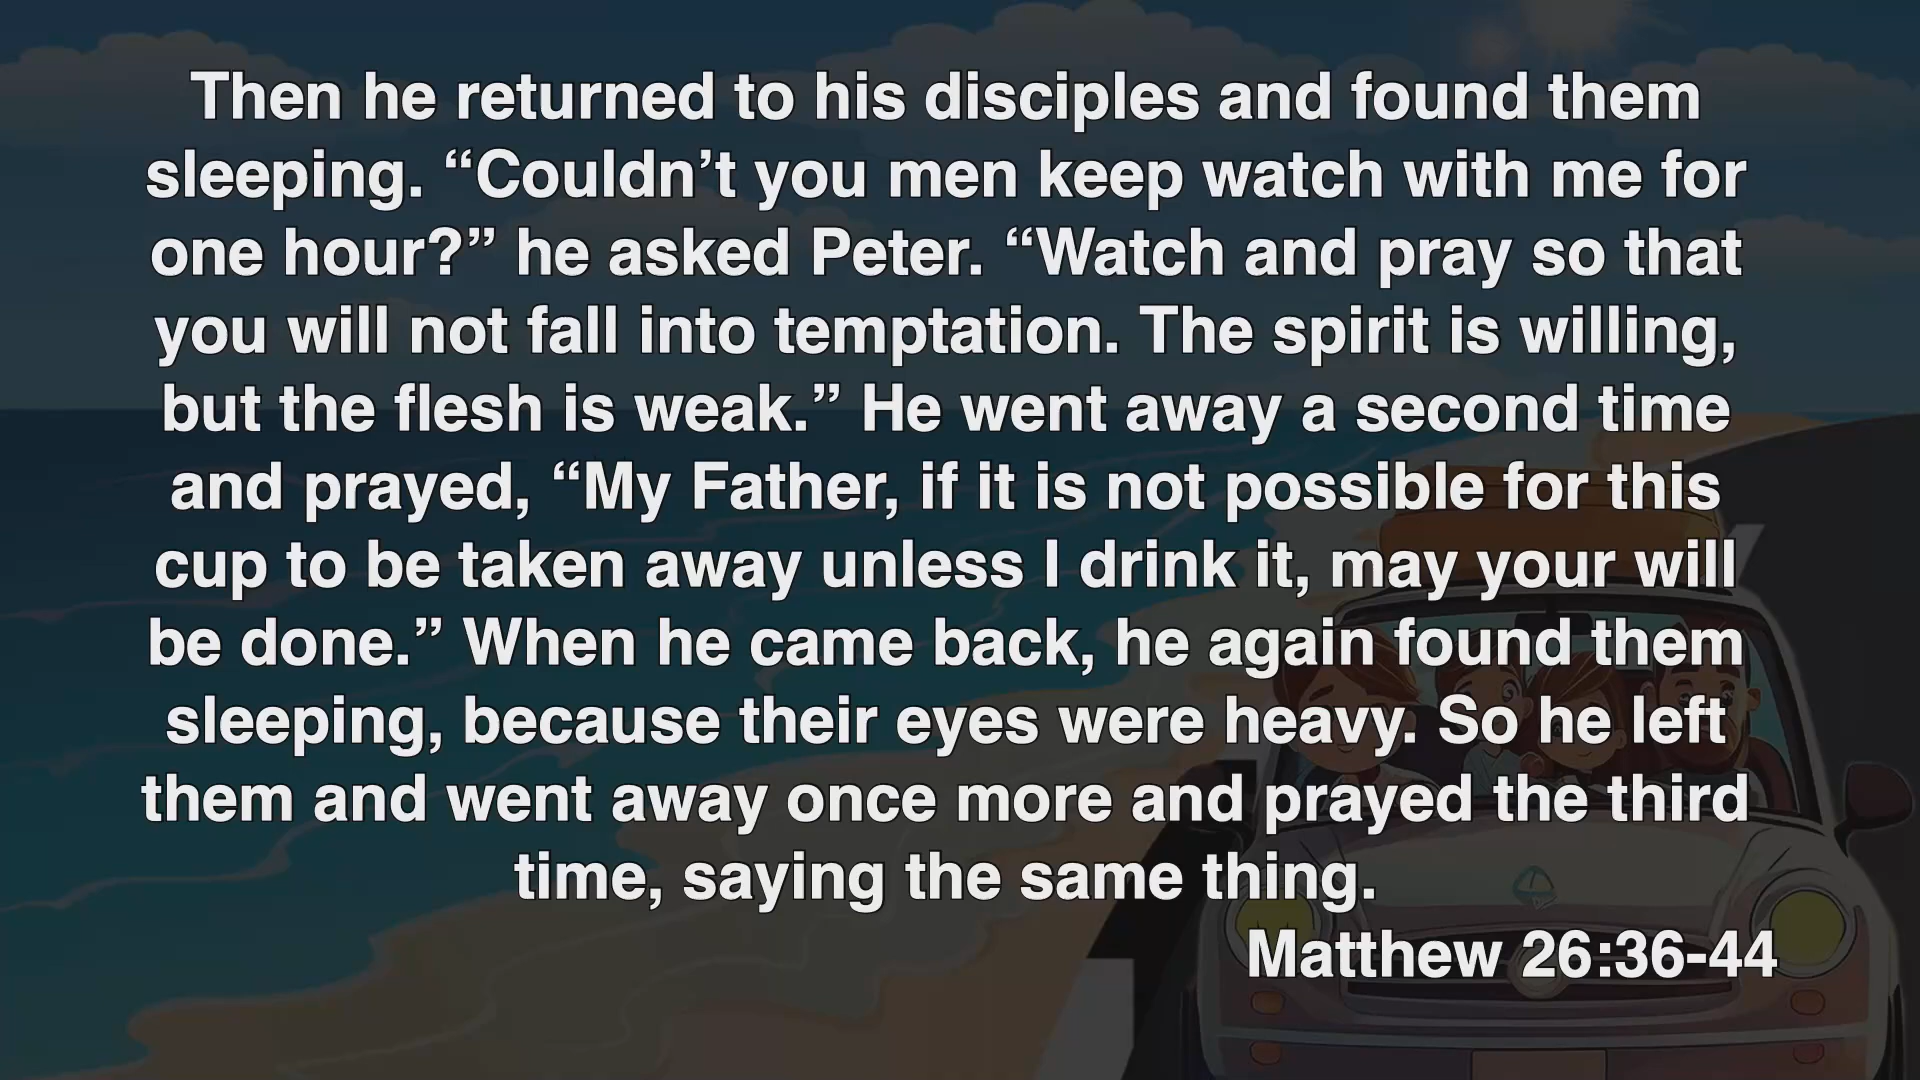 Then he returned to his disciples and found them
sleeping. “Couldn’t you men keep watch with me for
one hour?” he asked Peter. “Watch and pray so that
you will not fall into temptation. The spirit is willing,
but the flesh is weak.” He went away a second time
and prayed, “My Father, if it is not possible for this
cup to be taken away unless I drink it, may your will
be done.” When he came back, he again found them
sleeping, because their eyes were heavy. So he left
them and went away once more and prayed the third
time, saying the same thing.
Matthew 26:36-44